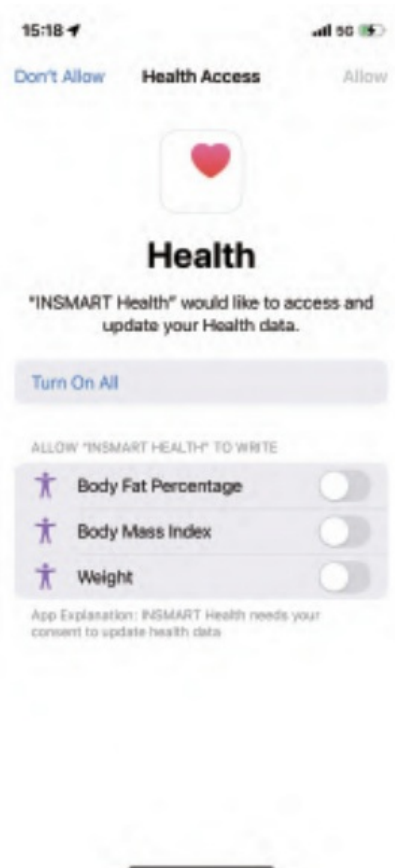 15:18
5G
Don't Allow Health Access Allow
Health
"INSMART Health" would like to access and
update your Health data.
Turn On All
ALLOW "INSMART HEALTH" TO WRITE
Body Fat Percentage
Body Mass Index
Weight
App Explanation: INSMART Health needs your
consent to update health data